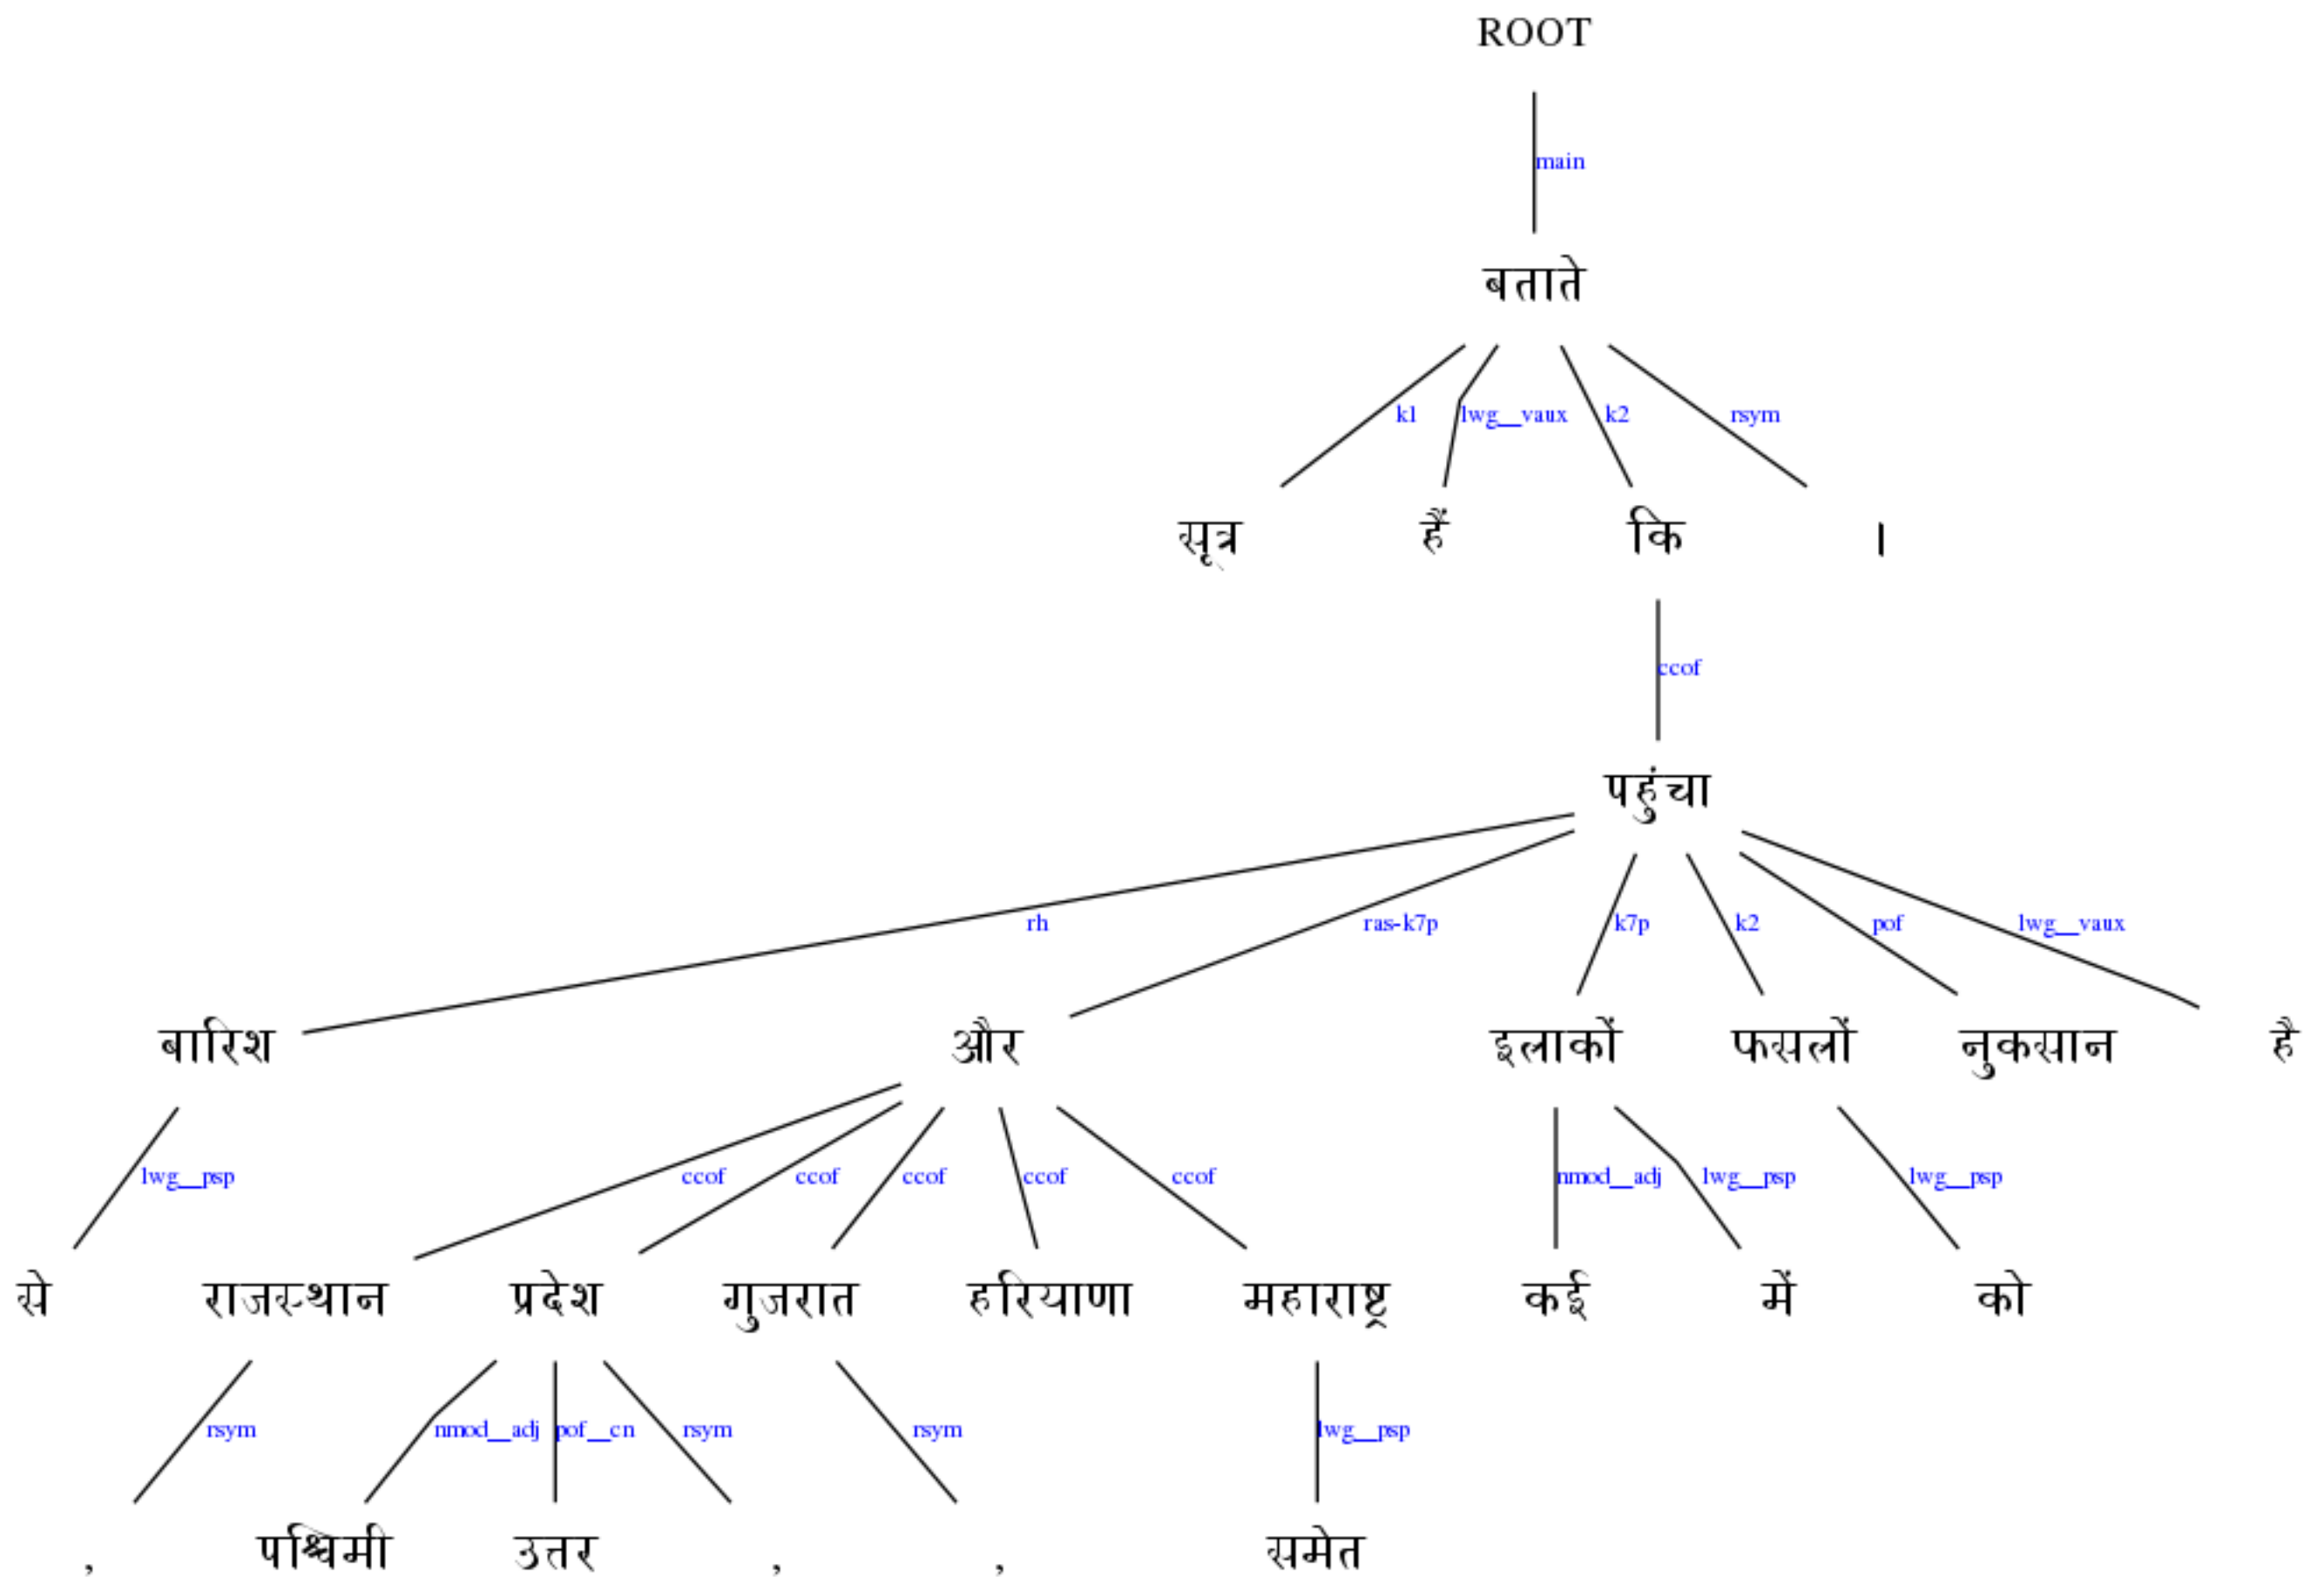 ROOT
main
बताते
k1 lwg__vaux k2 rsym
सूत्र हैं कि ।
ccof
पहुंचा
rh ras-k7p k7p k2 pof lwg__vaux
बारिश और इलाकों फसलों नुकसान है
lwg__psp ccof ccof ccof ccof ccof nmod__adj lwg__psp lwg__psp
से राजस्थान प्रदेश गुजरात हरियाणा महाराष्ट्र कई में को
rsym nmod__adj pof__cn rsym rsym lwg__psp
, पश्चिमी उत्तर , , समेत